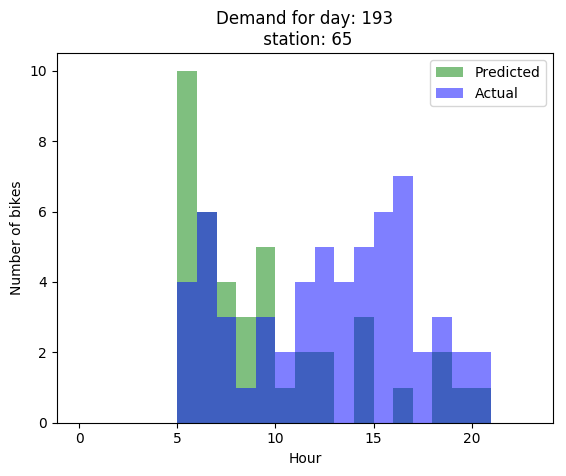 Demand for day: 193
station: 65
Predicted
Actual
10
8
6
4
2
0
Number of bikes
0 5 10 15 20
Hour